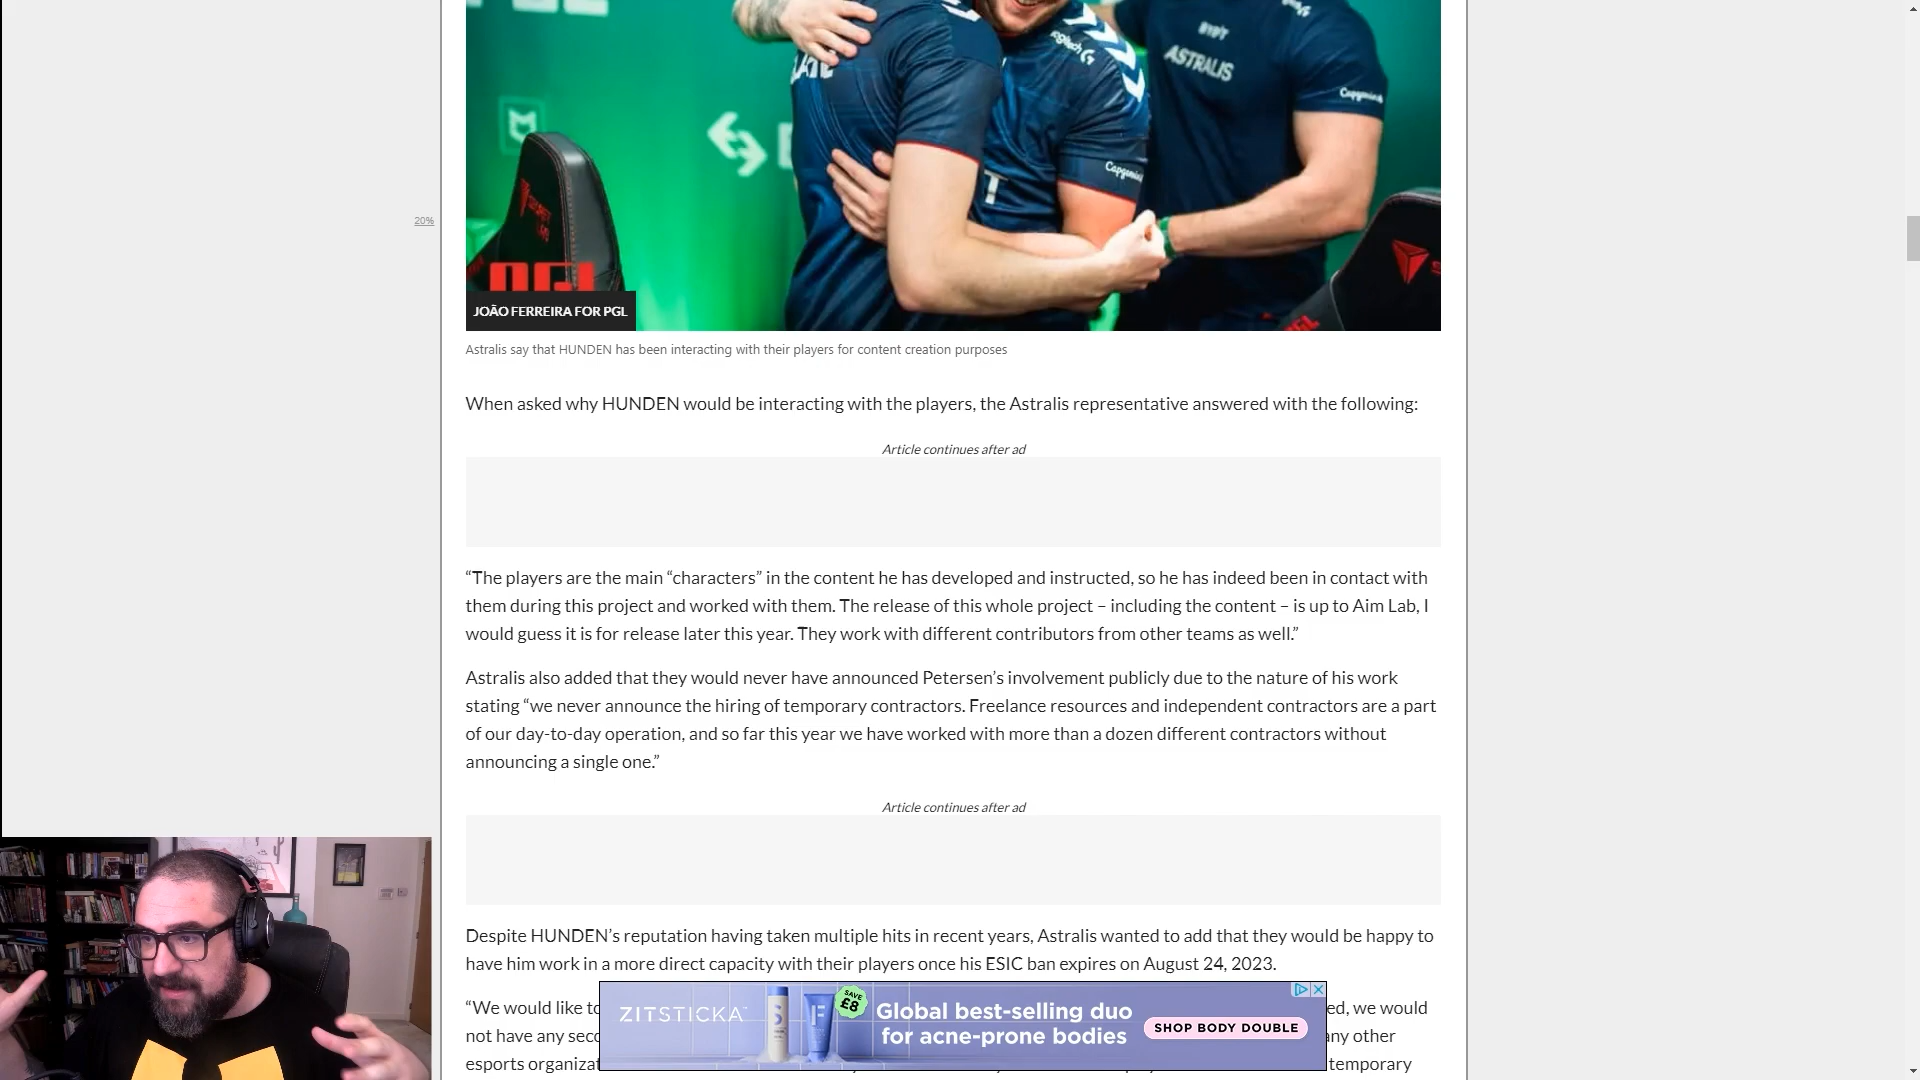 BYD
ASTRALIS
logitech G
Capgemini
Capgemini
20%
JOÃO FERREIRA FOR PGL
Astralis say that HUNDEN has been interacting with their players for content creation purposes
When asked why HUNDEN would be interacting with the players, the Astralis representative answered with the following:
Article continues after ad
“The players are the main “characters” in the content he has developed and instructed, so he has indeed been in contact with
them during this project and worked with them. The release of this whole project – including the content – is up to Aim Lab, I
would guess it is for release later this year. They work with different contributors from other teams as well.”
Astralis also added that they would never have announced Petersen’s involvement publicly due to the nature of his work
stating “we never announce the hiring of temporary contractors. Freelance resources and independent contractors are a part
of our day-to-day operation, and so far this year we have worked with more than a dozen different contractors without
announcing a single one.”
Article continues after ad
Despite HUNDEN’s reputation having taken multiple hits in recent years, Astralis wanted to add that they would be happy to
have him work in a more direct capacity with their players once his ESIC ban expires on August 24, 2023.
“We would like to ed, we would
not have any any other
esports temporary
ZITSTICKA
SAVE
£8
Global best-selling duo
for acne-prone bodies
SHOP BODY DOUBLE